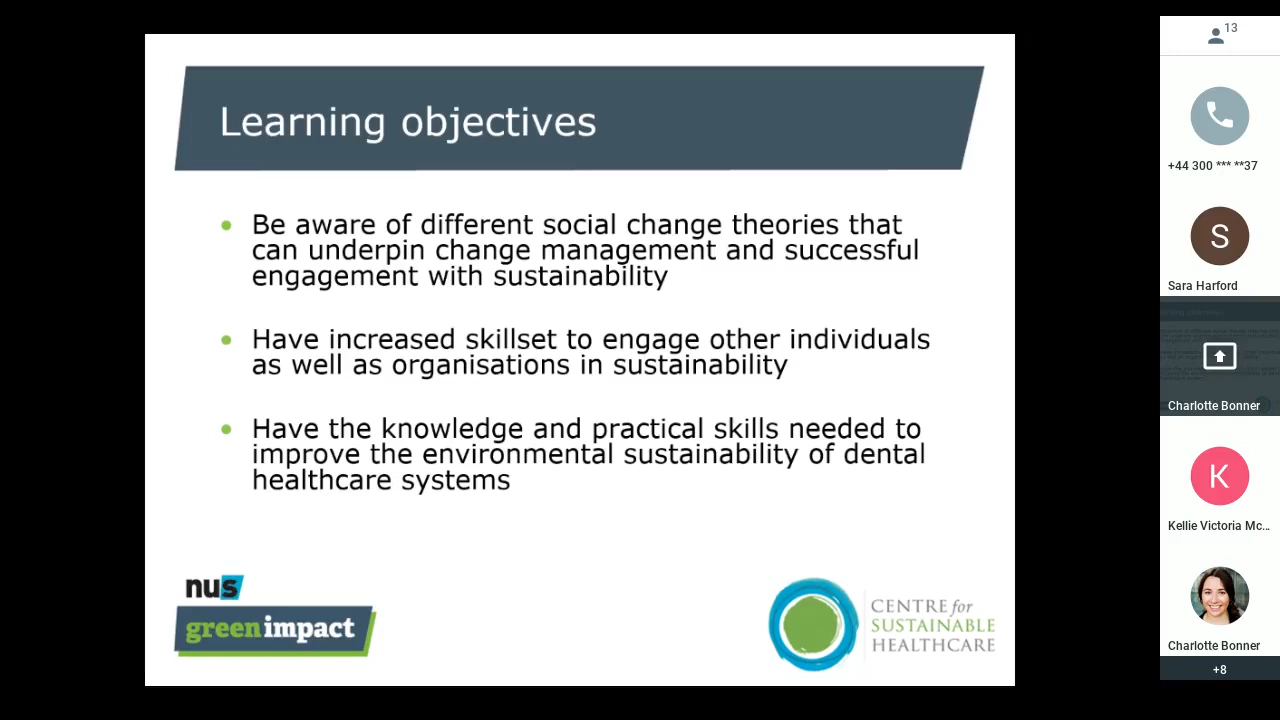 Learning objectives
Be aware of different social change theories that
can underpin change management and successful
engagement with sustainability
Have increased skillset to engage other individuals
as well as organisations in sustainability
Have the knowledge and practical skills needed to
improve the environmental sustainability of dental
healthcare systems
nus
greenimpact
CENTRE for
SUSTAINABLE
HEALTHCARE
13
+44 300 *** **37
S
Sara Harford
Charlotte Bonner
K
Kellie Victoria Mc...
Charlotte Bonner
+8